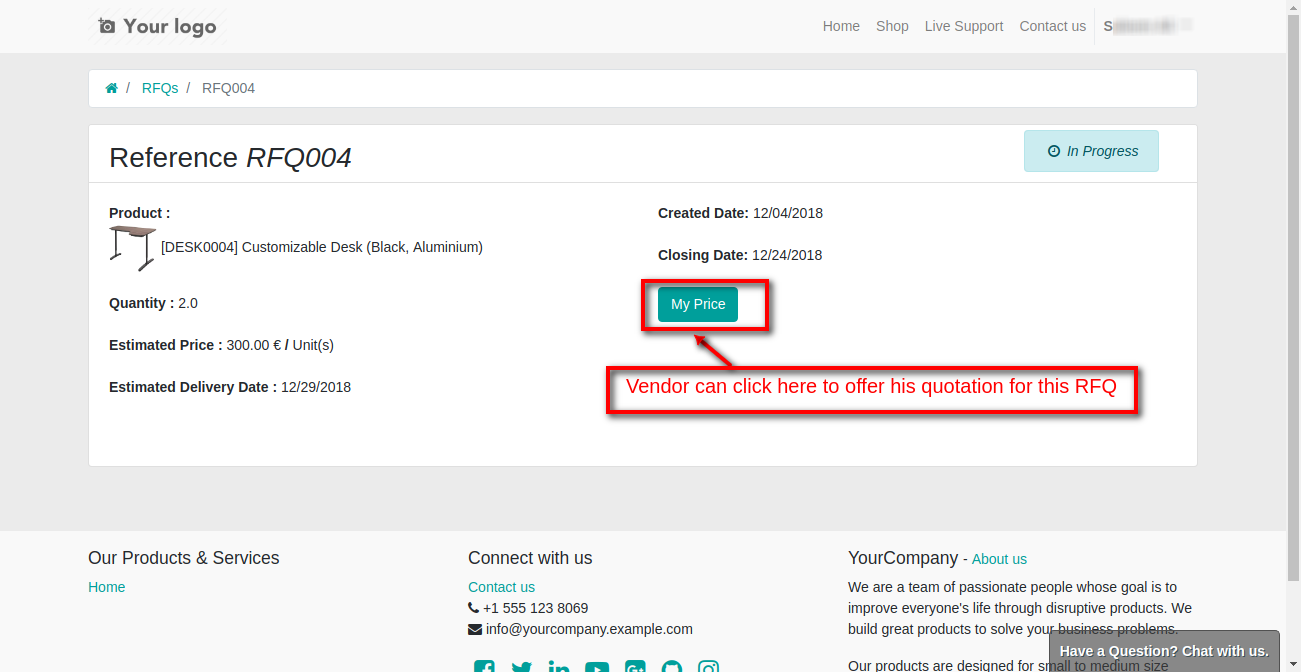 Your logo
Home Shop Live Support Contact us
/ RFQs / RFQ004
Reference RFQ004
In Progress
Product :
[DESK0004] Customizable Desk (Black, Aluminium)
Quantity : 2.0
Estimated Price : 300.00 € / Unit(s)
Estimated Delivery Date : 12/29/2018
Created Date: 12/04/2018
Closing Date: 12/24/2018
My Price
Vendor can click here to offer his quotation for this RFQ
Our Products & Services
Home
Connect with us
Contact us
+1 555 123 8069
info@yourcompany.example.com
YourCompany - About us
We are a team of passionate people whose goal is to
improve everyone's life through disruptive products. We
build great products to solve your business problems.
Our products are designed for small to medium size
Have a Question? Chat with us.